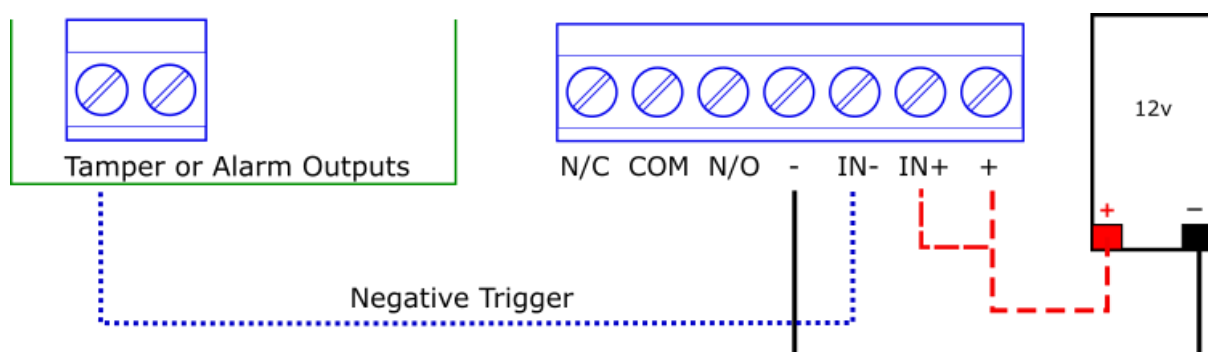 12v
Tamper or Alarm Outputs
N/C COM N/O - IN- IN+ +
+ −
Negative Trigger